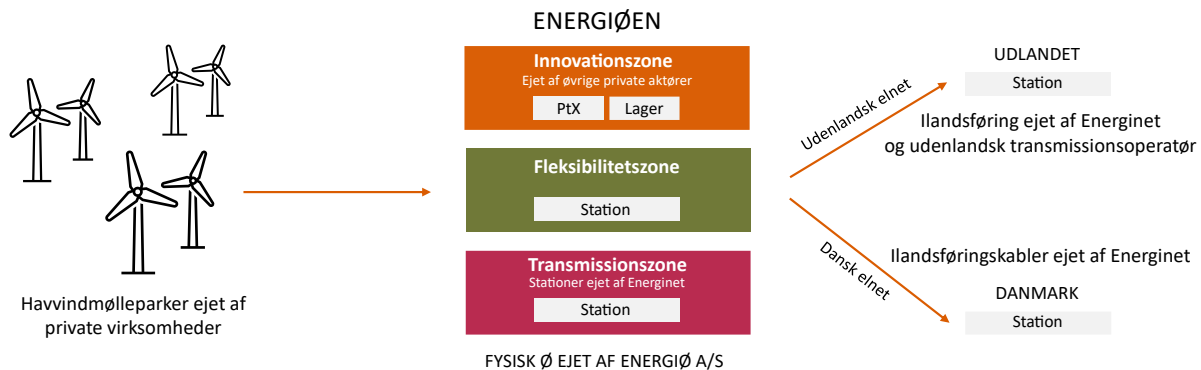 Havvindmølleparker ejet af
private virksomheder
ENERGIØEN
Innovationszone
Ejet af øvrige private aktører
PtX
Lager
Fleksibilitetszone
Station
Transmissionszone
Stationer ejet af Energinet
Station
FYSISK Ø EJET AF ENERGIØ A/S
Udenlandsk elnet
UDLANDET
Station
Ilandsføring ejet af Energinet
og udenlandsk transmissionsoperatør
Dansk elnet
Ilandsføringskabler ejet af Energinet
DANMARK
Station